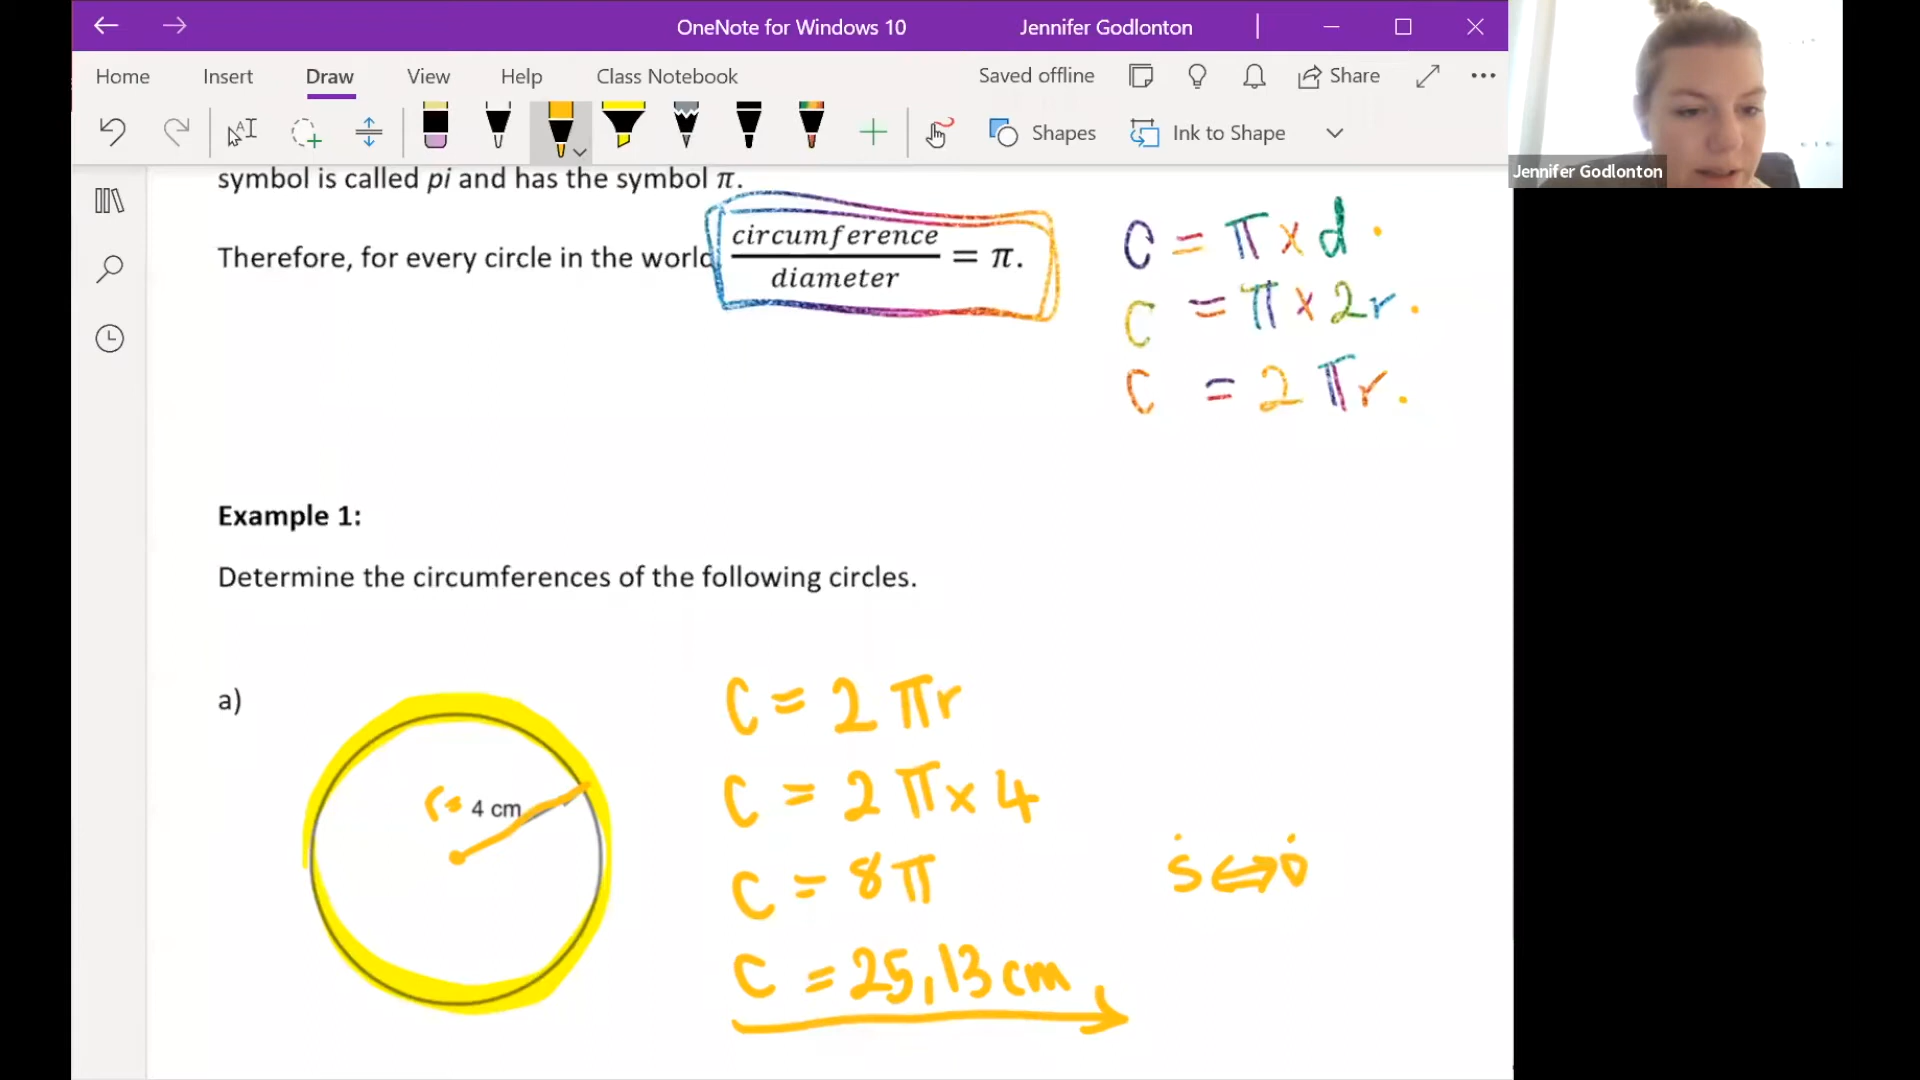 OneNote for Windows 10
Jennifer Godlonton
Home Insert Draw View Help Class Notebook
Saved offline
Share
Shapes
Ink to Shape
Jennifer Godlonton
symbol is called pi and has the symbol π.
Therefore, for every circle in the world circumference/diameter = π.
C = π × d.
C = π × 2r.
C = 2πr.
Example 1:
Determine the circumferences of the following circles.
a)
r= 4 cm
C = 2πr
C = 2π × 4
C = 8π
S ⇔ D
C = 25,13 cm